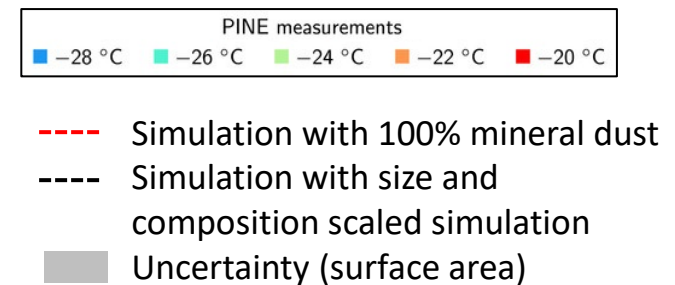 PINE measurements
−28 °C −26 °C −24 °C −22 °C −20 °C
Simulation with 100% mineral dust
Simulation with size and
composition scaled simulation
Uncertainty (surface area)